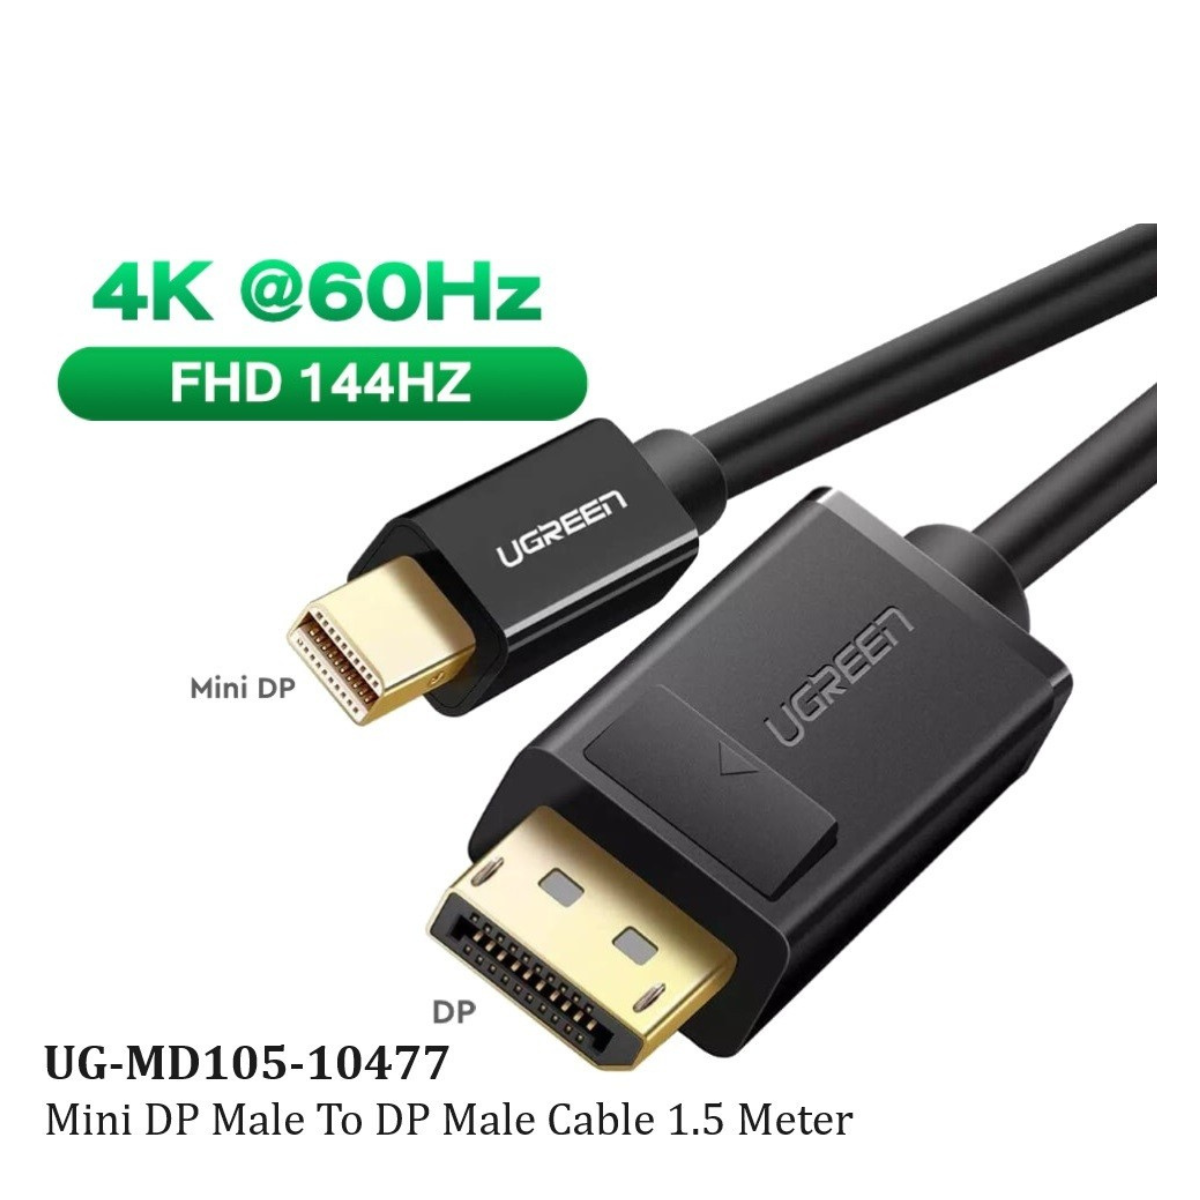 4K @60Hz
FHD 144HZ
UGREEN
UGREEN
Mini DP
DP
UG-MD105-10477
Mini DP Male To DP Male Cable 1.5 Meter